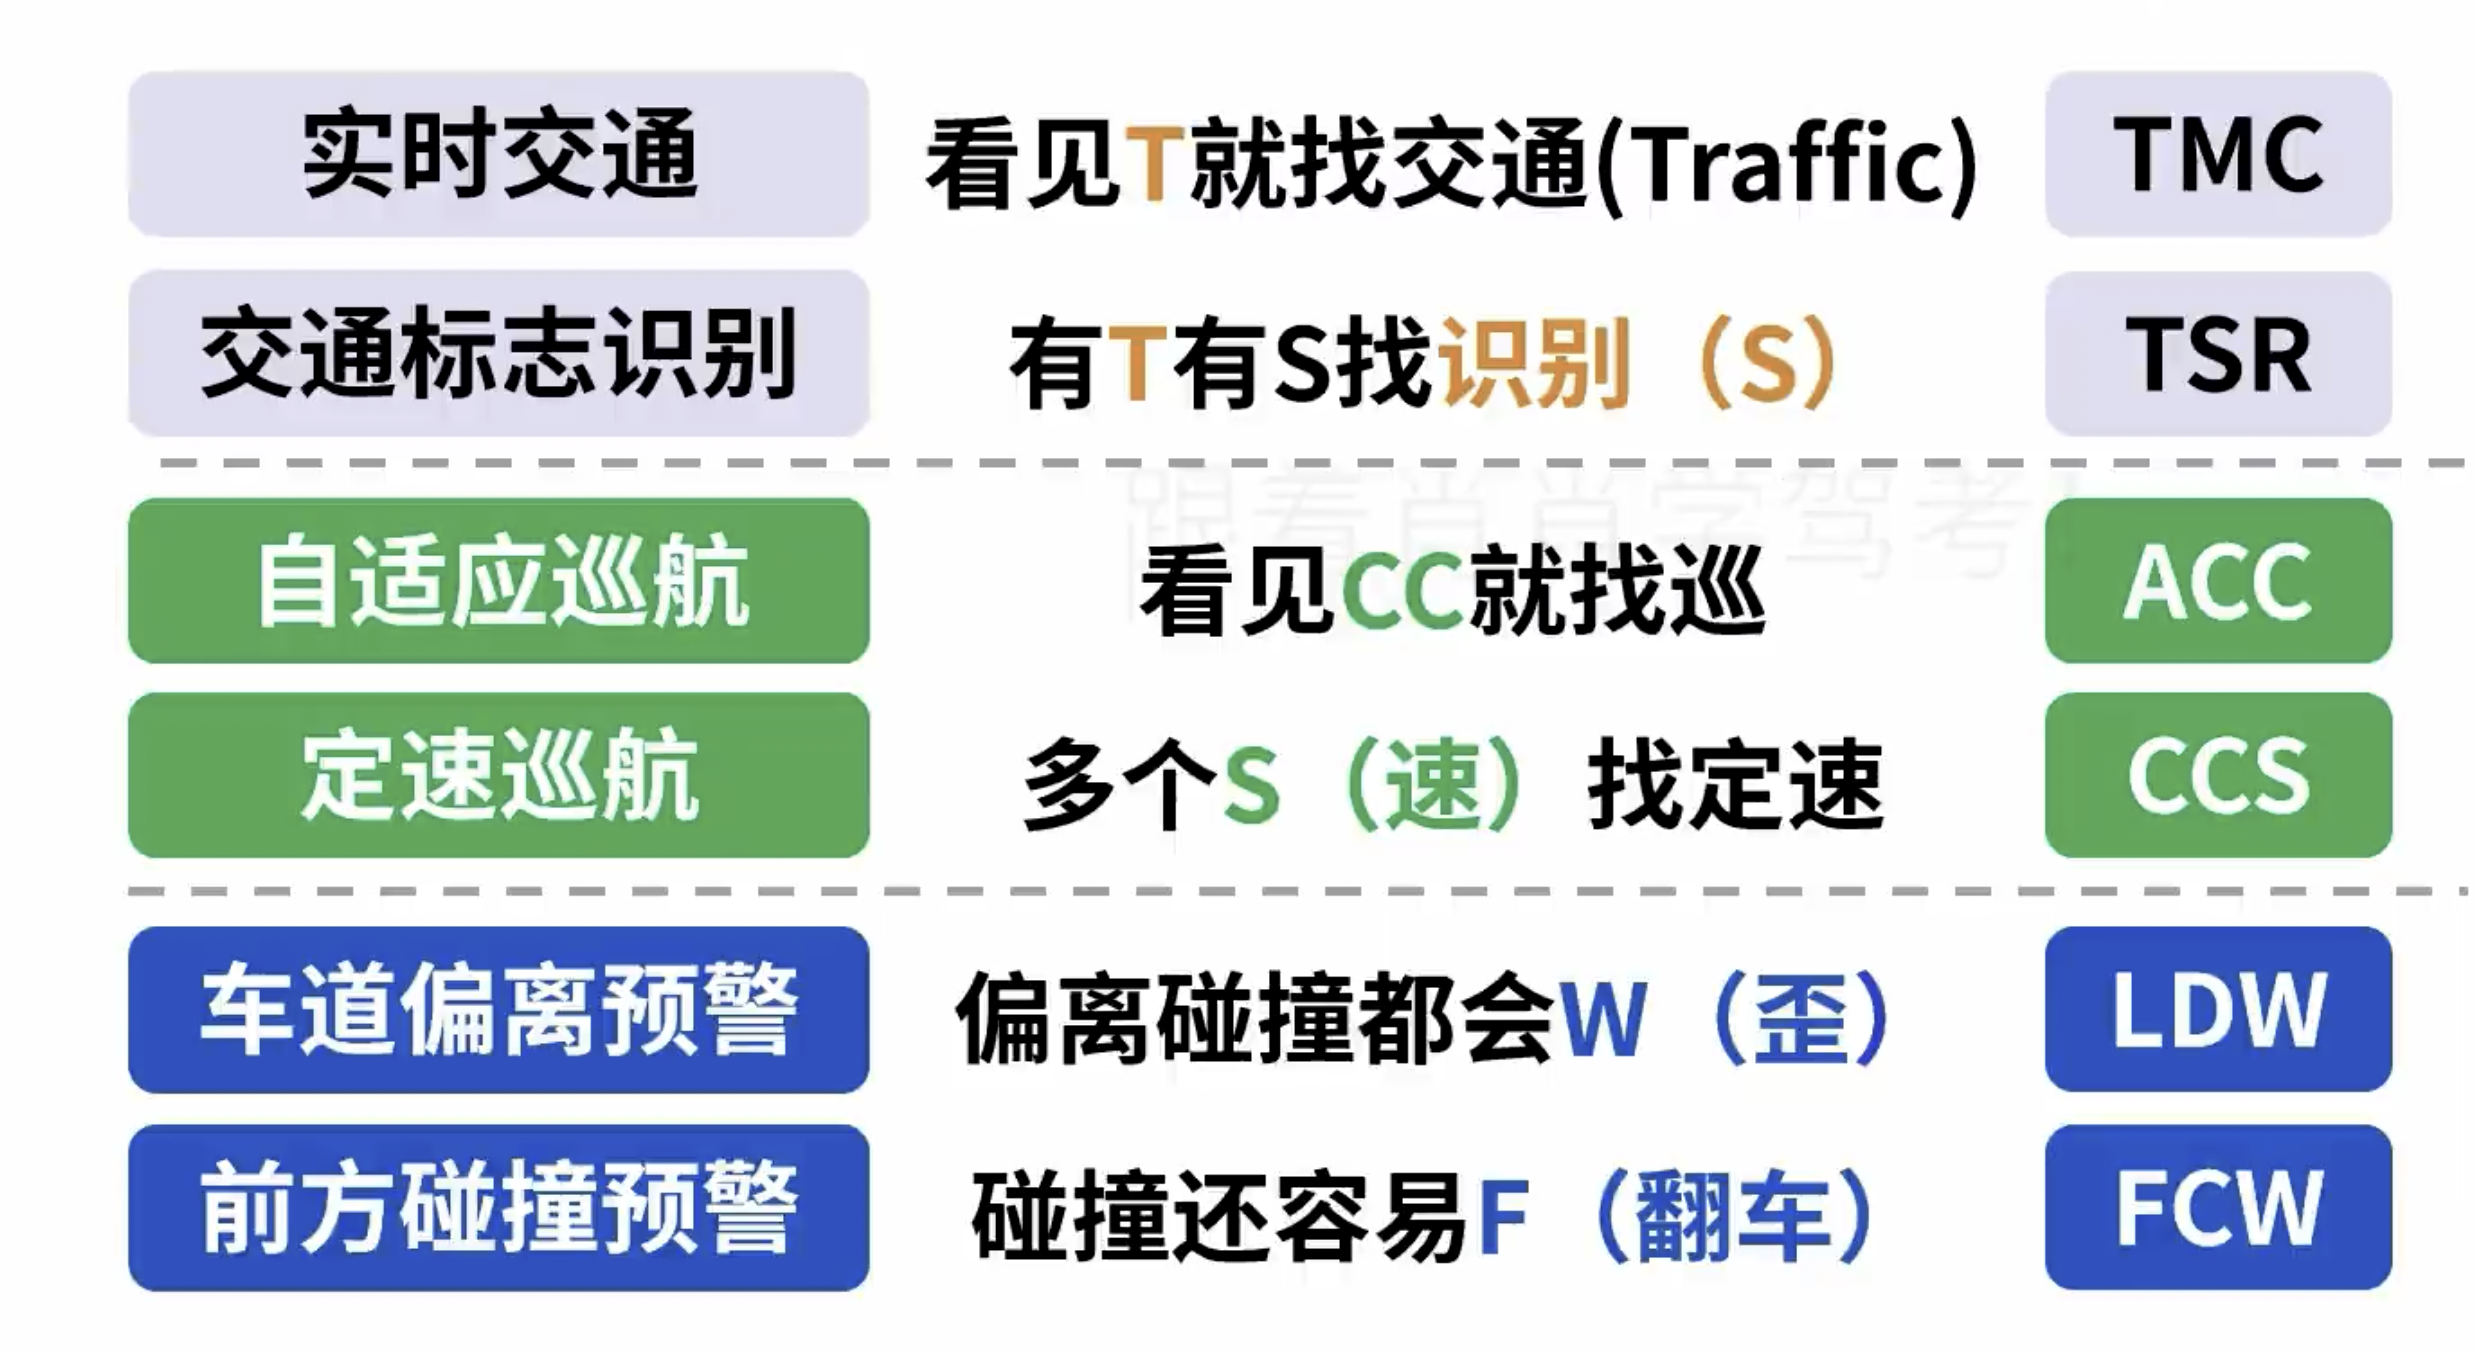 实时交通 看见T就找交通(Traffic) TMC
交通标志识别 有T有S找识别（S） TSR
跟着肖肖学驾考
自适应巡航 看见CC就找巡 ACC
定速巡航 多个S（速）找定速 CCS
车道偏离预警 偏离碰撞都会W（歪） LDW
前方碰撞预警 碰撞还容易F（翻车） FCW